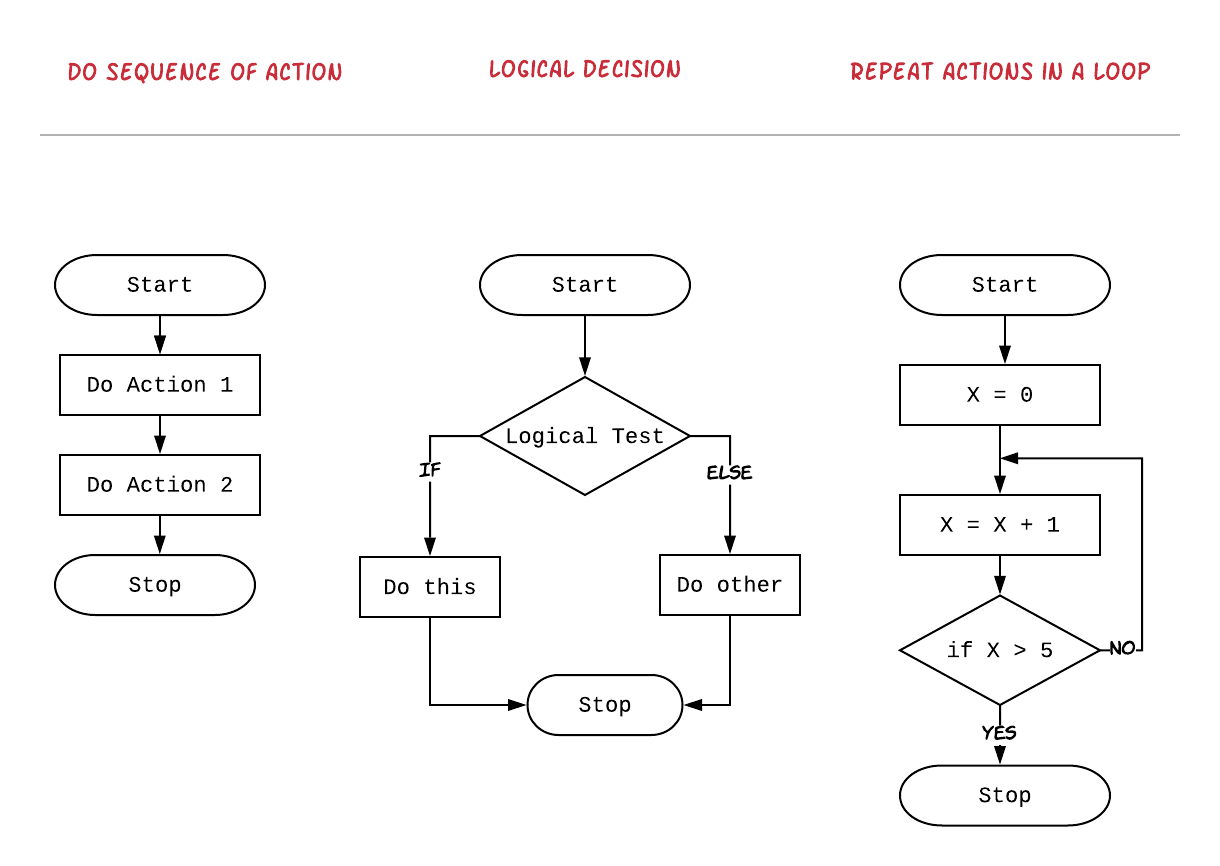 DO SEQUENCE OF ACTION
LOGICAL DECISION
REPEAT ACTIONS IN A LOOP
Start
Do Action 1
Do Action 2
Stop
Start
Logical Test
IF
ELSE
Do this
Do other
Stop
Start
X = 0
X = X + 1
if X > 5
NO
YES
Stop